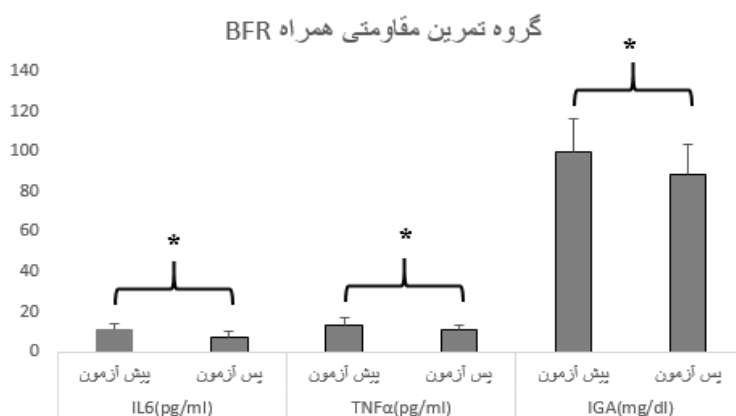 گروه تمرین مقاومتی همراه BFR
140
120
100
80
60
40
20
0
*
*
*
پیش آزمون
پس آزمون
پیش آزمون
پس آزمون
پیش آزمون
پس آزمون
IL6(pg/ml)
TNFα(pg/ml)
IGA(mg/dl)